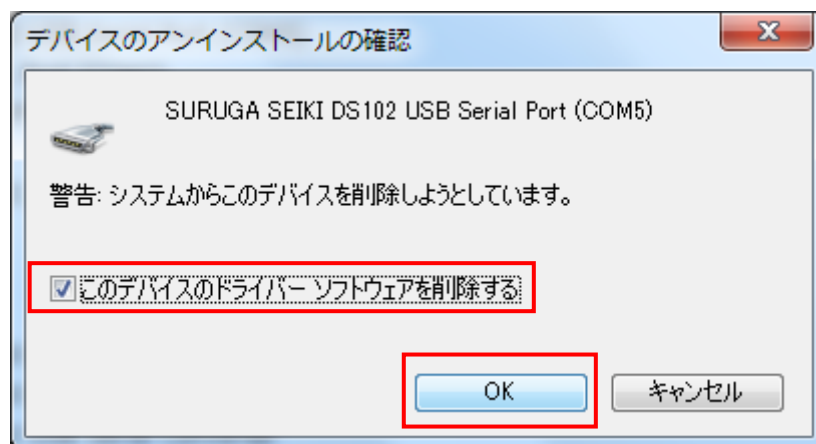 デバイスのアンインストールの確認
SURUGA SEIKI DS102 USB Serial Port (COM5)
警告: システムからこのデバイスを削除しようとしています。
このデバイスのドライバー ソフトウェアを削除する
OK
キャンセル